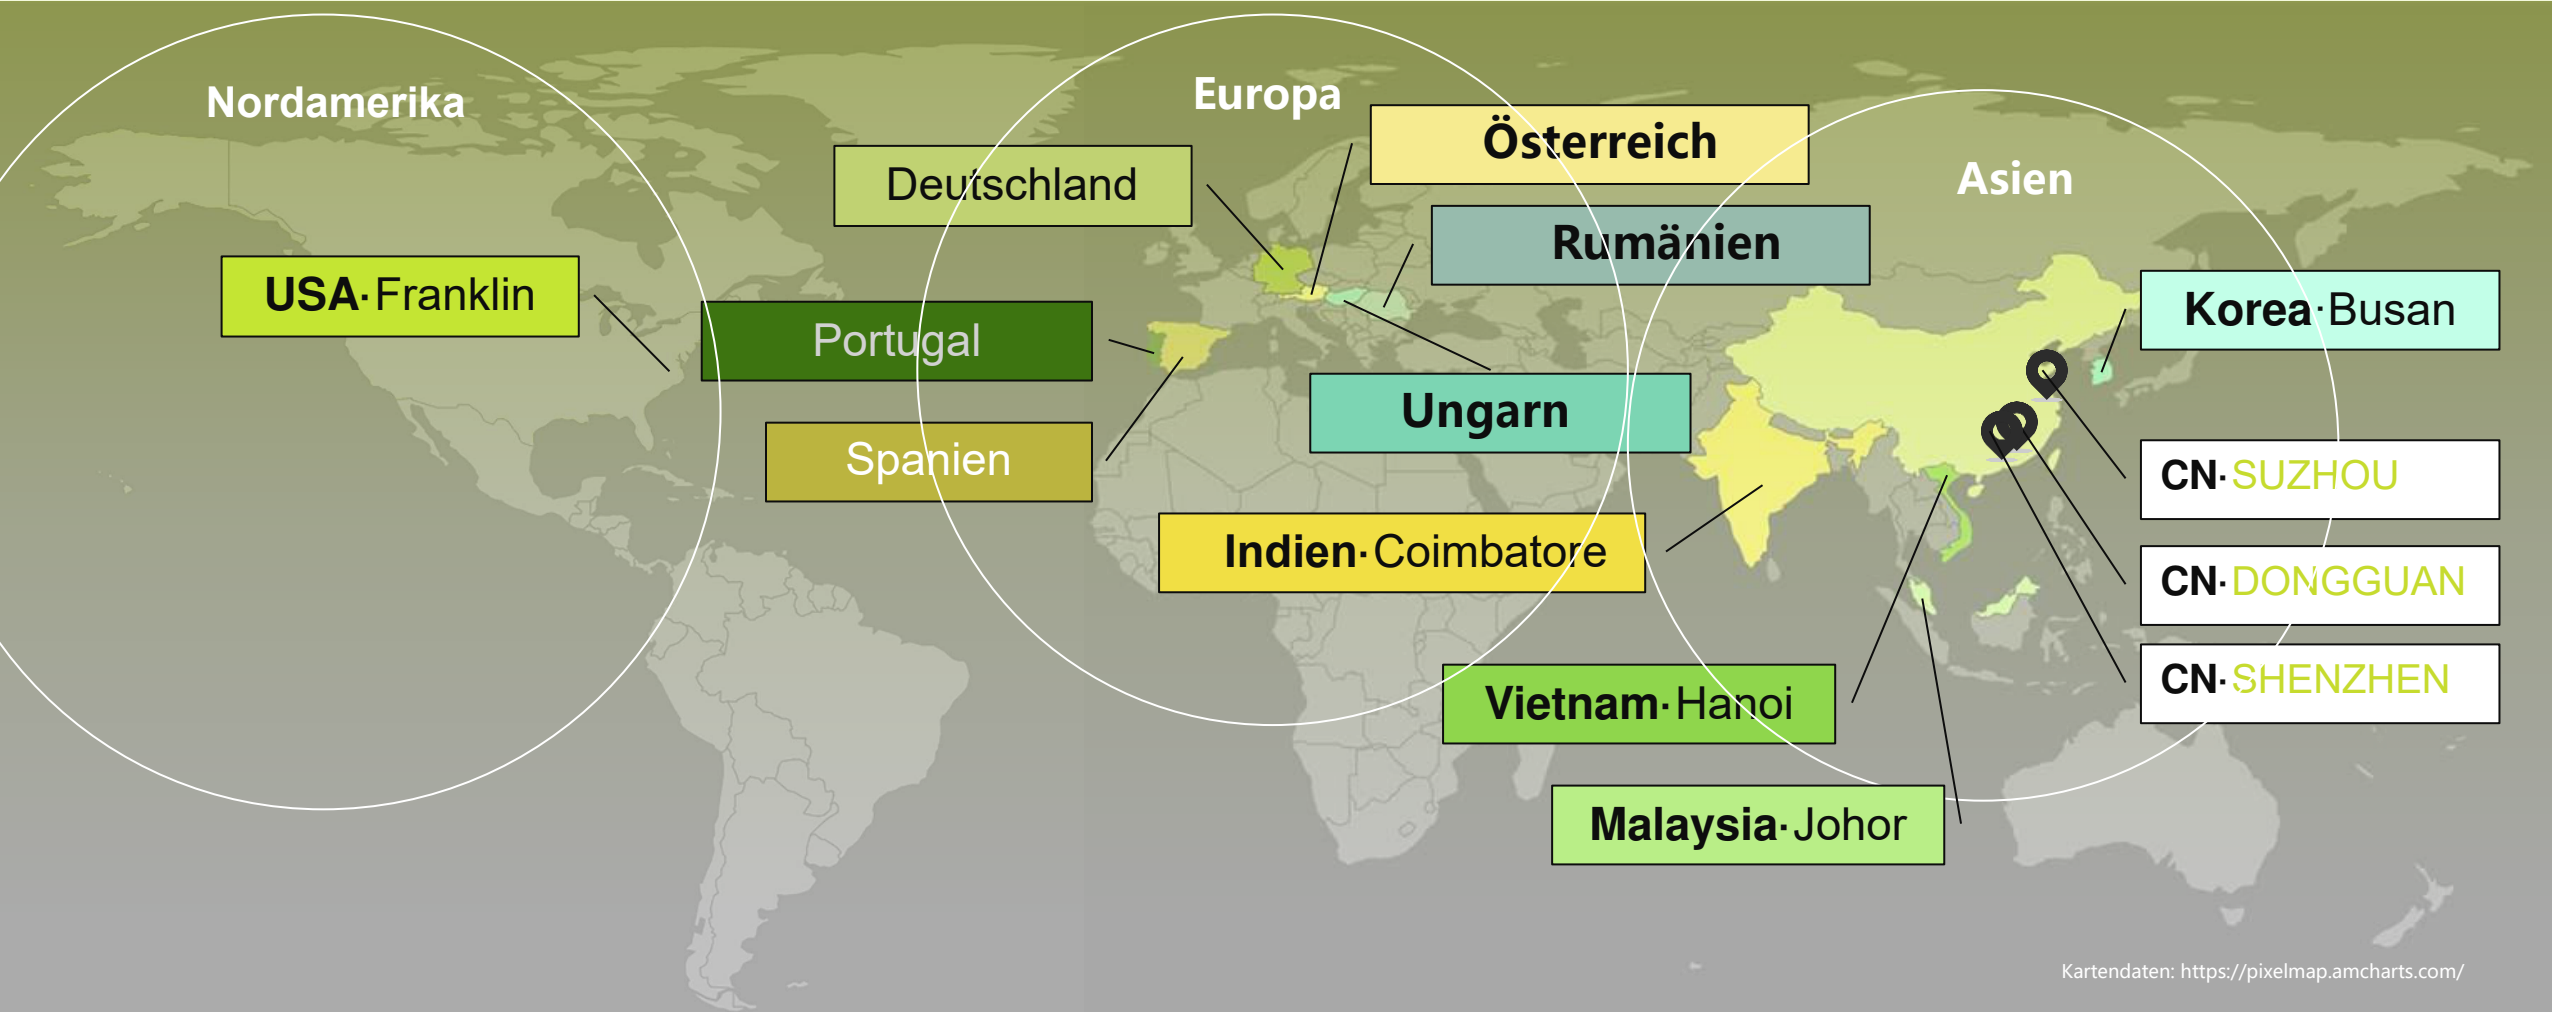 Nordamerika
Europa
Asien
Österreich
Deutschland
Rumänien
USA·Franklin
Korea·Busan
Portugal
Ungarn
Spanien
CN·SUZHOU
Indien·Coimbatore
CN·DONGGUAN
CN·SHENZHEN
Vietnam·Hanoi
Malaysia·Johor
Kartendaten: https://pixelmap.amcharts.com/